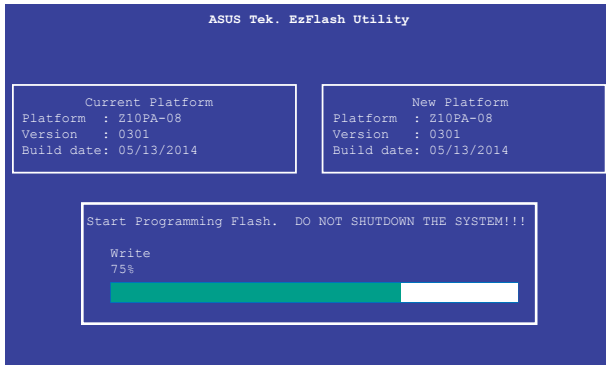 ASUS Tek. EzFlash Utility
Current Platform
Platform : Z10PA-08
Version : 0301
Build date: 05/13/2014
New Platform
Platform : Z10PA-08
Version : 0301
Build date: 05/13/2014
Start Programming Flash. DO NOT SHUTDOWN THE SYSTEM!!!
Write
75%